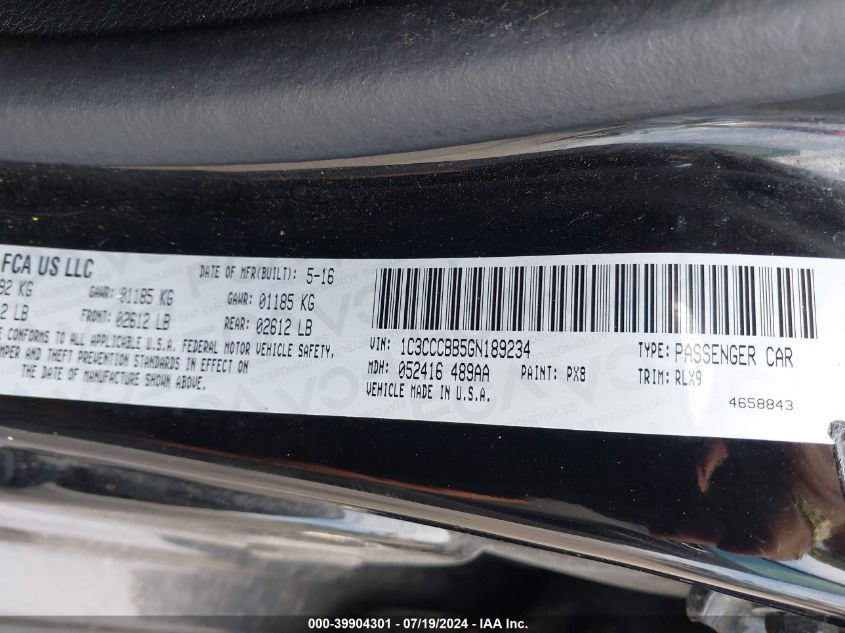 FCA US LLC
DATE OF MFR(BUILT): 5-16
KG GAWR: 01185 KG GAWR: 01185 KG
LB FRONT: 02612 LB REAR: 02612 LB
CONFORMS TO ALL APPLICABLE U.S.A. FEDERAL MOTOR VEHICLE SAFETY,
AND THEFT PREVENTION STANDARDS IN EFFECT ON
THE DATE OF MANUFACTURE SHOWN ABOVE.
VIN: 1C3CCCBB5GN189234 TYPE: PASSENGER CAR
MDH: 052416 489AA PAINT: PX8 TRIM: RLX9
VEHICLE MADE IN U.S.A.
4658843
000-39904301 / 07/19/2024 - IAA Inc.